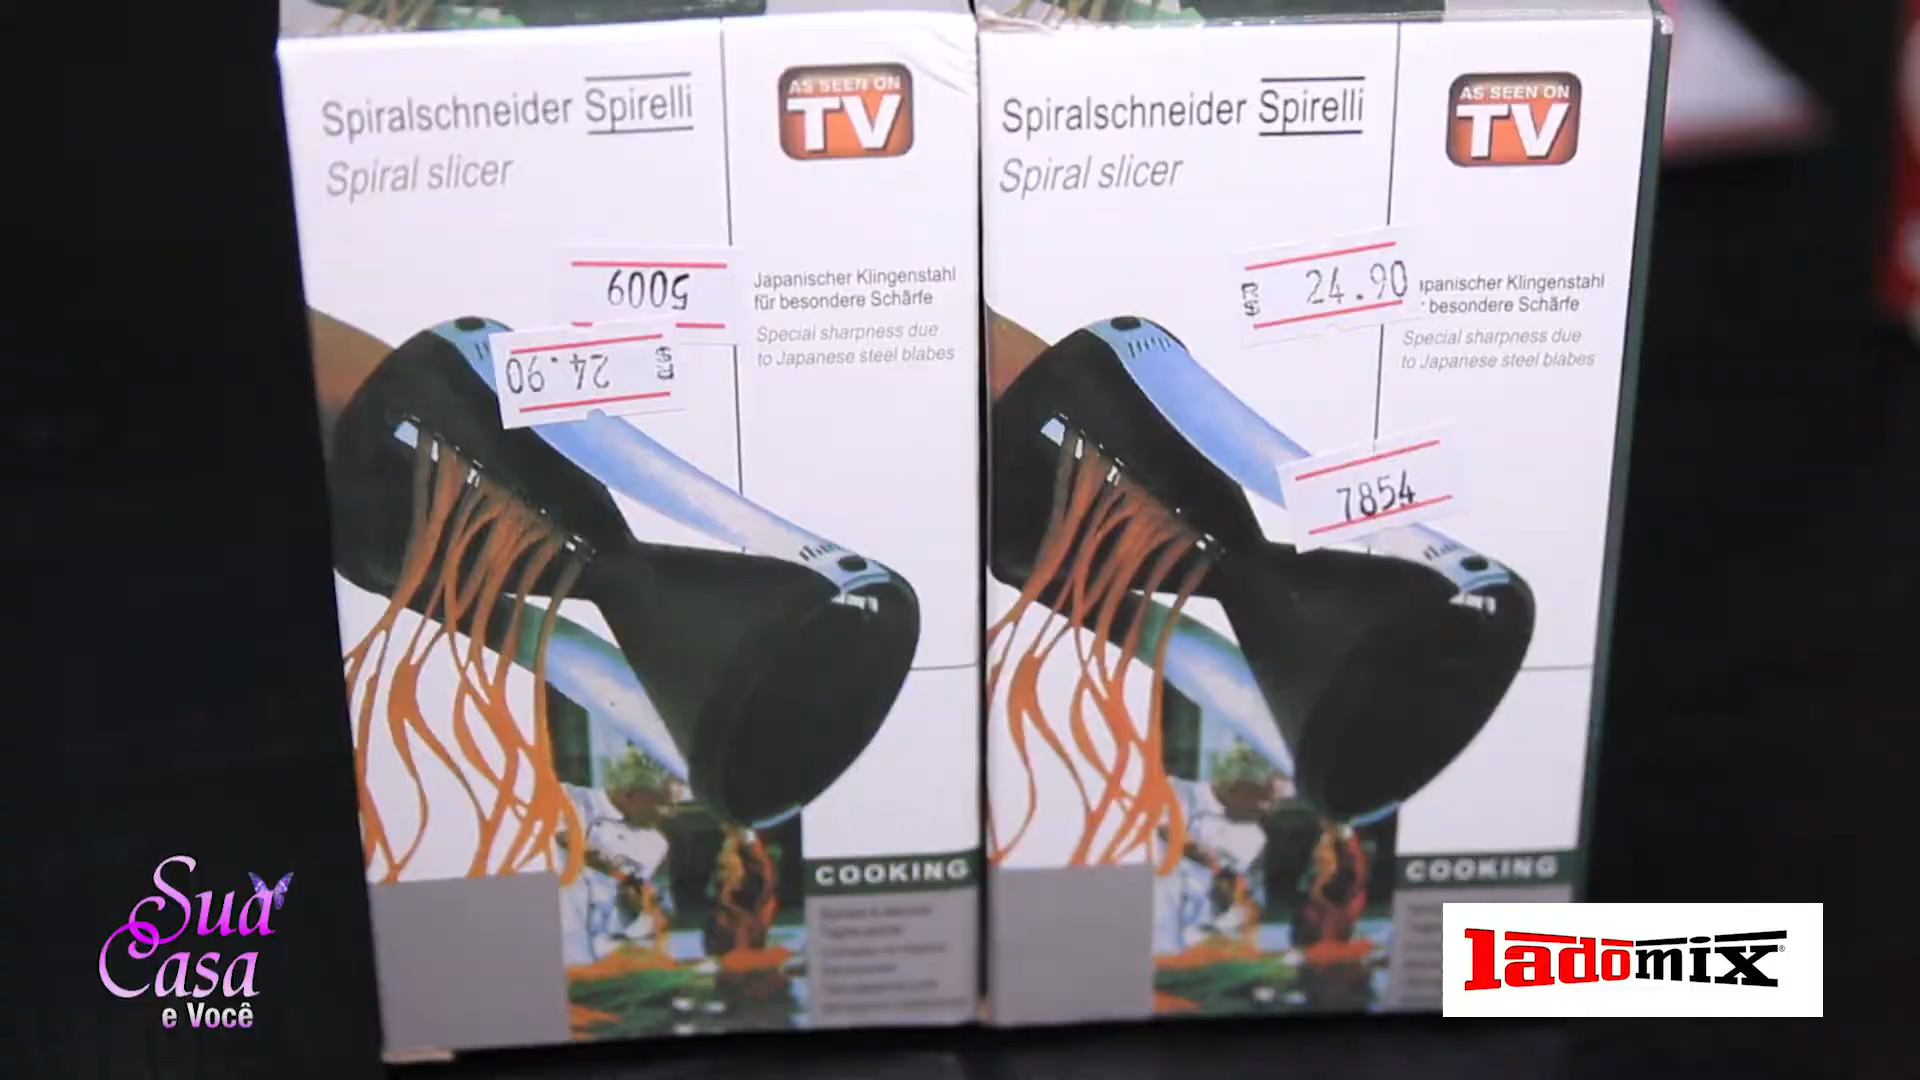 Spiralschneider Spirelli
Spiral slicer
AS SEEN ON
TV
5009
R$ 24.90
Japanischer Klingenstahl
für besondere Schärfe
Special sharpness due
to Japanese steel blabes
COOKING
Spiralschneider Spirelli
Spiral slicer
AS SEEN ON
TV
R$ 24.90
7854
apanischer Klingenstahl
besondere Schärfe
Special sharpness due
to Japanese steel blabes
COOKING
Sua
Casa
e Você
ladomix®